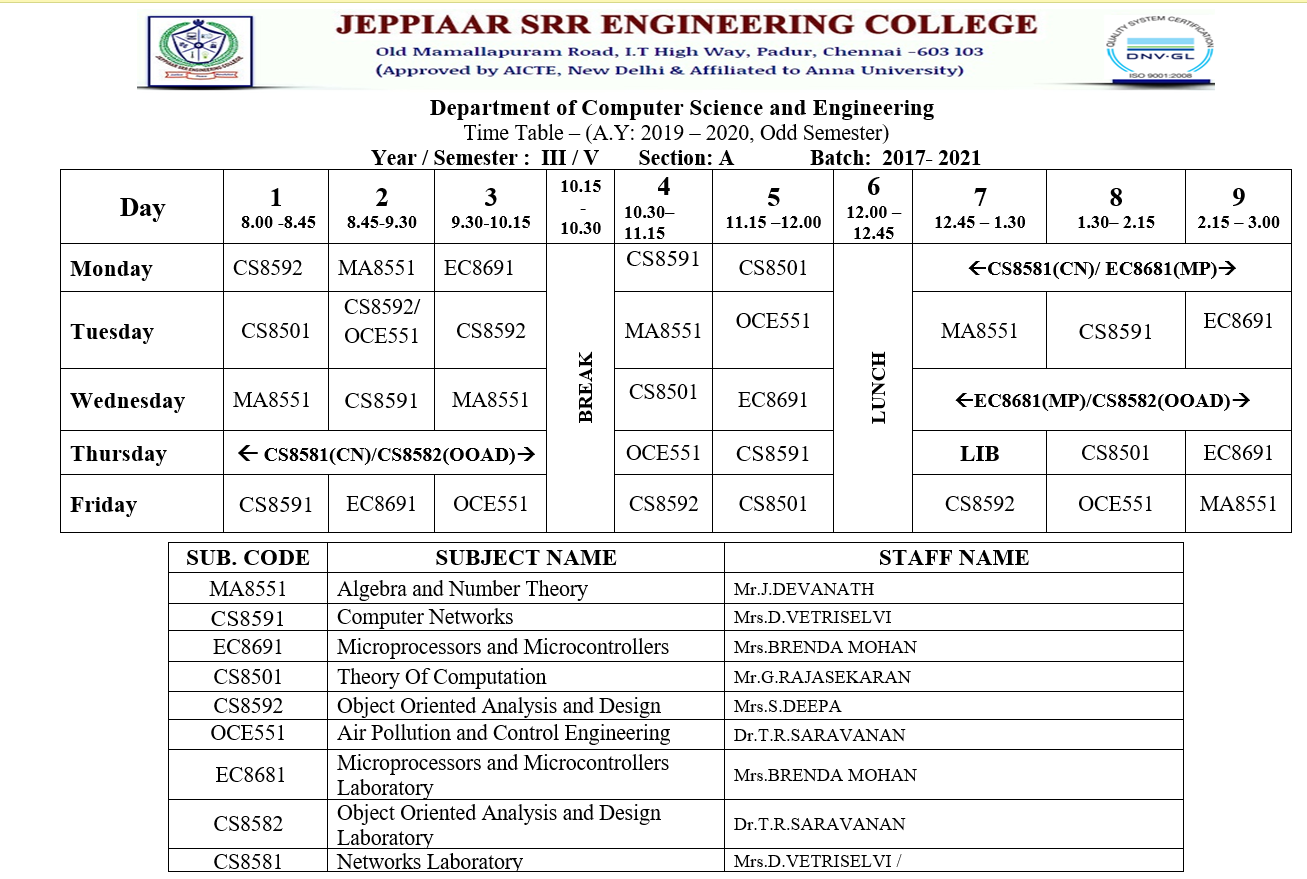 JEPPIAAR SRR ENGINEERING COLLEGE
Old Mamallapuram Road, I.T High Way, Padur, Chennai -603 103
(Approved by AICTE, New Delhi & Affiliated to Anna University)
JEPPIAAR SRR ENGINEERING COLLEGE
QUALITY SYSTEM CERTIFICATION
DNV·GL
ISO 9001:2008
Department of Computer Science and Engineering
Time Table – (A.Y: 2019 – 2020, Odd Semester)
Year / Semester : III / V Section: A Batch: 2017- 2021
Day 1 2 3 10.15 - 10.30 4 5 6 7 8 9
8.00 -8.45 8.45-9.30 9.30-10.15 10.30– 11.15 11.15 –12.00 12.00 – 12.45 12.45 – 1.30 1.30– 2.15 2.15 – 3.00
Monday CS8592 MA8551 EC8691 CS8591 CS8501 ←CS8581(CN)/ EC8681(MP)→
Tuesday CS8501 CS8592/ OCE551 CS8592 MA8551 OCE551 MA8551 CS8591 EC8691
BREAK
LUNCH
Wednesday MA8551 CS8591 MA8551 CS8501 EC8691 ←EC8681(MP)/CS8582(OOAD)→
Thursday ← CS8581(CN)/CS8582(OOAD)→ OCE551 CS8591 LIB CS8501 EC8691
Friday CS8591 EC8691 OCE551 CS8592 CS8501 CS8592 OCE551 MA8551
SUB. CODE SUBJECT NAME STAFF NAME
MA8551 Algebra and Number Theory Mr.J.DEVANATH
CS8591 Computer Networks Mrs.D.VETRISELVI
EC8691 Microprocessors and Microcontrollers Mrs.BRENDA MOHAN
CS8501 Theory Of Computation Mr.G.RAJASEKARAN
CS8592 Object Oriented Analysis and Design Mrs.S.DEEPA
OCE551 Air Pollution and Control Engineering Dr.T.R.SARAVANAN
EC8681 Microprocessors and Microcontrollers Laboratory Mrs.BRENDA MOHAN
CS8582 Object Oriented Analysis and Design Laboratory Dr.T.R.SARAVANAN
CS8581 Networks Laboratory Mrs.D.VETRISELVI /